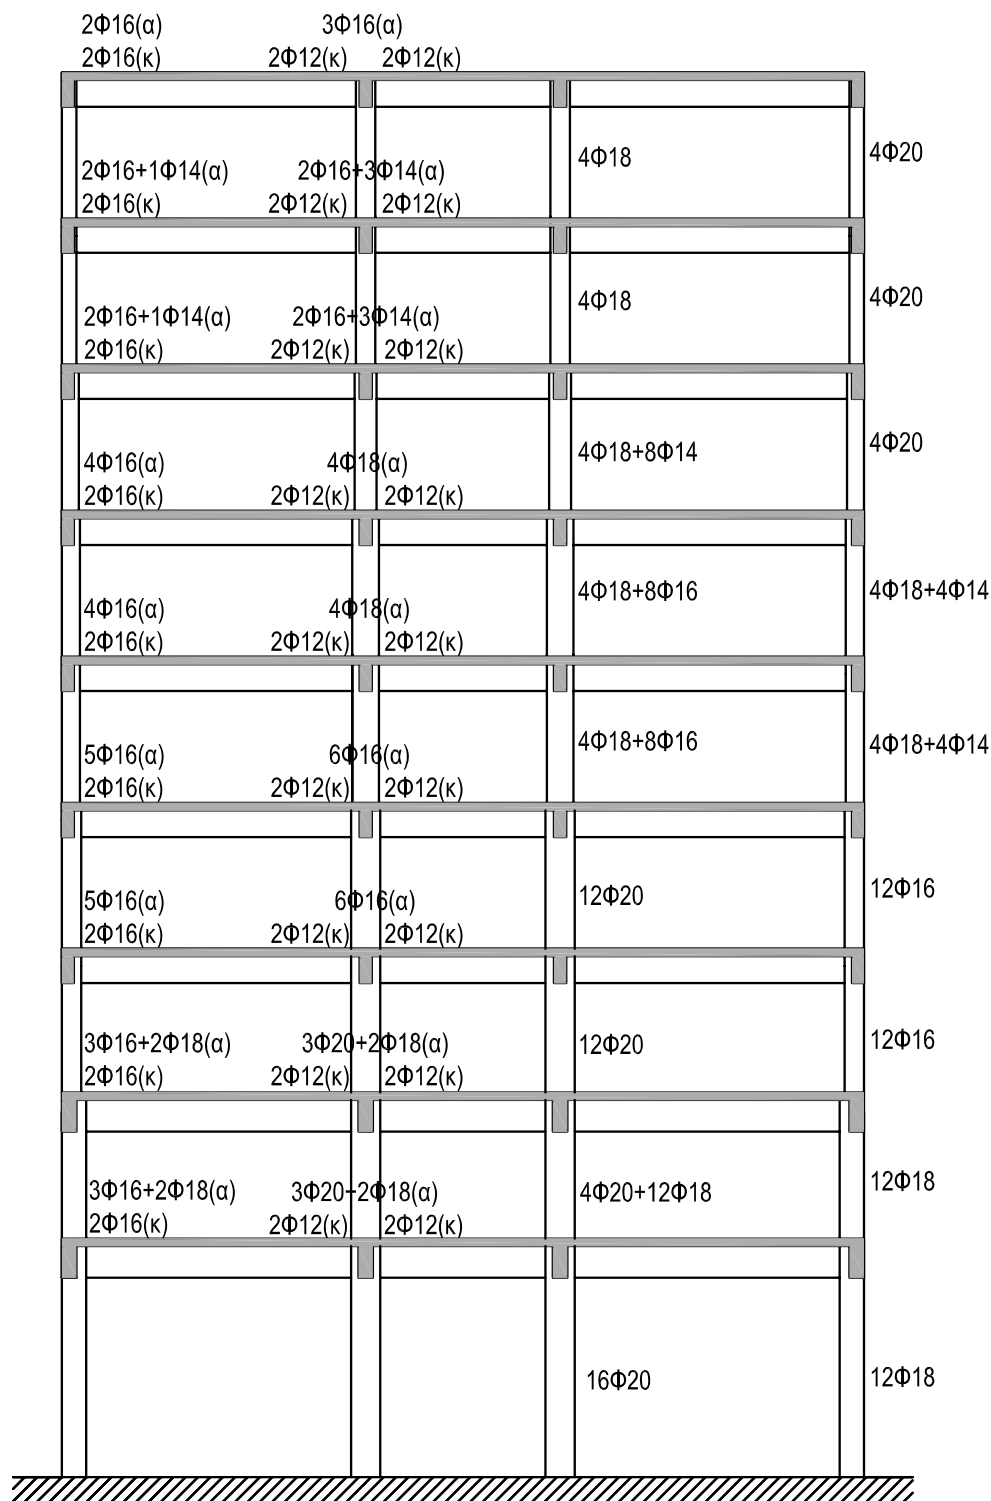 2Φ16(α) 3Φ16(α)
2Φ16(κ) 2Φ12(κ) 2Φ12(κ)
4Φ18 4Φ20
2Φ16+1Φ14(α) 2Φ16+3Φ14(α)
2Φ16(κ) 2Φ12(κ) 2Φ12(κ)
4Φ18 4Φ20
2Φ16+1Φ14(α) 2Φ16+3Φ14(α)
2Φ16(κ) 2Φ12(κ) 2Φ12(κ)
4Φ18+8Φ14 4Φ20
4Φ16(α) 4Φ18(α)
2Φ16(κ) 2Φ12(κ) 2Φ12(κ)
4Φ18+8Φ16 4Φ18+4Φ14
4Φ16(α) 4Φ18(α)
2Φ16(κ) 2Φ12(κ) 2Φ12(κ)
4Φ18+8Φ16 4Φ18+4Φ14
5Φ16(α) 6Φ16(α)
2Φ16(κ) 2Φ12(κ) 2Φ12(κ)
12Φ20 12Φ16
5Φ16(α) 6Φ16(α)
2Φ16(κ) 2Φ12(κ) 2Φ12(κ)
12Φ20 12Φ16
3Φ16+2Φ18(α) 3Φ20+2Φ18(α)
2Φ16(κ) 2Φ12(κ) 2Φ12(κ)
4Φ20+12Φ18 12Φ18
3Φ16+2Φ18(α) 3Φ20+2Φ18(α)
2Φ16(κ) 2Φ12(κ) 2Φ12(κ)
16Φ20 12Φ18